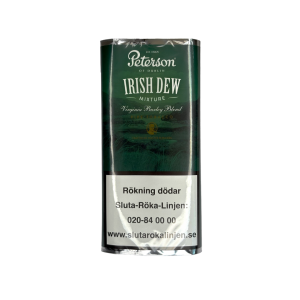 Peterson
OF DUBLIN
IRISH DEW
MIXTURE
Virginia Burley Blend
Rökning dödar
Sluta-Röka-Linjen:
020-84 00 00
www.slutarokalinjen.se